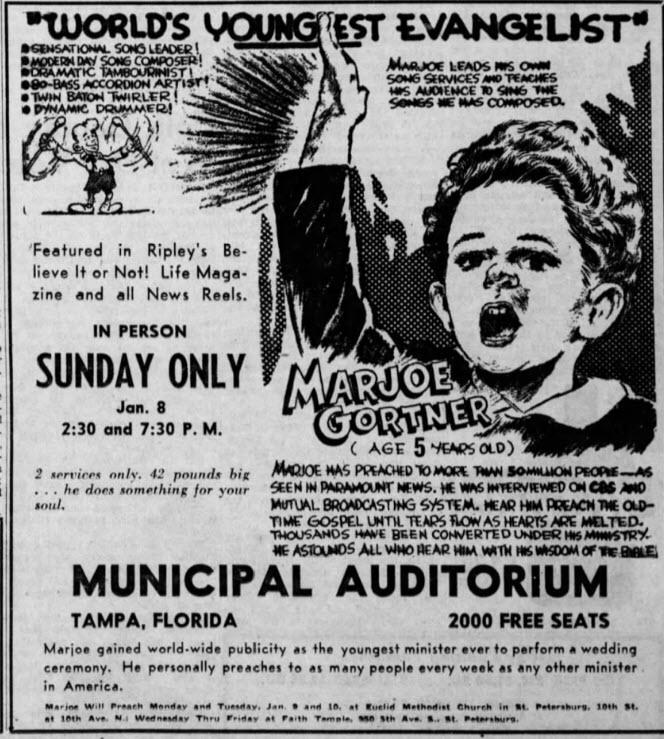 "WORLD'S YOUNGEST EVANGELIST"
• SENSATIONAL SONG LEADER!
• MODERN DAY SONG COMPOSER!
• DRAMATIC TAMBOURINIST!
• 80-BASS ACCORDION ARTIST!
• TWIN BATON TWIRLER!
• DYNAMIC DRUMMER!
MARJOE LEADS HIS OWN
SONG SERVICES AND TEACHES
HIS AUDIENCE TO SING THE
SONGS HE HAS COMPOSED.
Featured in Ripley's Be-
lieve It or Not! Life Maga-
zine and all News Reels.
IN PERSON
SUNDAY ONLY
Jan. 8
2:30 and 7:30 P. M.
2 services only. 42 pounds big
. . . he does something for your
soul.
MARJOE
GORTNER
( AGE 5 YEARS OLD )
MARJOE HAS PREACHED TO MORE THAN 50 MILLION PEOPLE—AS
SEEN IN PARAMOUNT NEWS. HE WAS INTERVIEWED ON CBS AND
MUTUAL BROADCASTING SYSTEM. HEAR HIM PREACH THE OLD-
TIME GOSPEL UNTIL TEARS FLOW AS HEARTS ARE MELTED.
THOUSANDS HAVE BEEN CONVERTED UNDER HIS MINISTRY.
HE ASTOUNDS ALL WHO HEAR HIM WITH HIS WISDOM OF THE BIBLE!
MUNICIPAL AUDITORIUM
TAMPA, FLORIDA 2000 FREE SEATS
Marjoe gained world-wide publicity as the youngest minister ever to perform a wedding
ceremony. He personally preaches to as many people every week as any other minister
in America.
Marjoe Will Preach Monday and Tuesday, Jan. 9 and 10, at Euclid Methodist Church in St. Petersburg, 10th St.
at 10th Ave. N.; Wednesday Thru Friday at Faith Temple, 950 5th Ave. S., St. Petersburg.